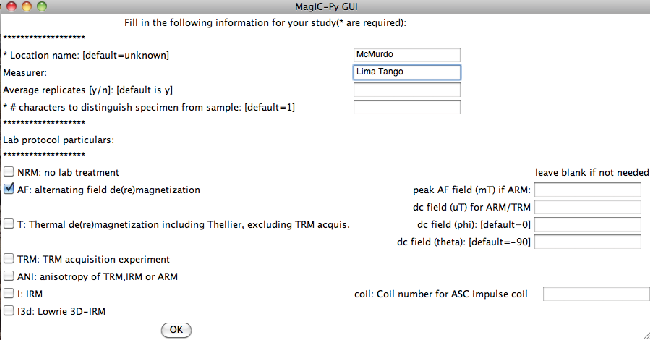 MagIC-Py GUI
Fill in the following information for your study(* are required):
*******************
* Location name: [default=unknown] McMurdo
Measurer: Lima Tango
Average replicates [y/n]: [default is y]
* # characters to distinguish specimen from sample: [default=1]
*******************
Lab protocol particulars:
*******************
NRM: no lab treatment leave blank if not needed
AF: alternating field de(re)magnetization peak AF field (mT) if ARM:
dc field (uT) for ARM/TRM
T: Thermal de(re)magnetization including Thellier, excluding TRM acquis. dc field (phi): [default=0]
dc field (theta): [default=-90]
TRM: TRM acquisition experiment
ANI: anisotropy of TRM,IRM or ARM
I: IRM coil: Coil number for ASC impulse coil
I3d: Lowrie 3D-IRM
OK